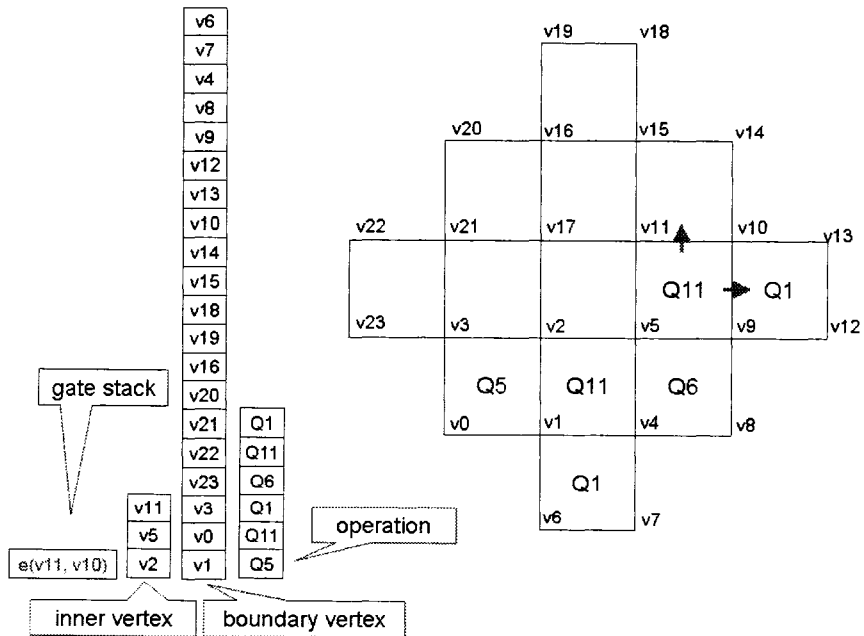 v6
v7
v4
v8
v9
v12
v13
v10
v14
v15
v18
v19
v16
v20
v21 Q1
v22 Q11
v23 Q6
v11 v3 Q1
v5 v0 Q11
e(v11, v10) v2 v1 Q5
gate stack
operation
inner vertex
boundary vertex
v19 v18
v20 v16 v15 v14
v22 v21 v17 v11 v10 v13
Q11 Q1
v23 v3 v2 v5 v9 v12
Q5 Q11 Q6
v0 v1 v4 v8
Q1
v6 v7